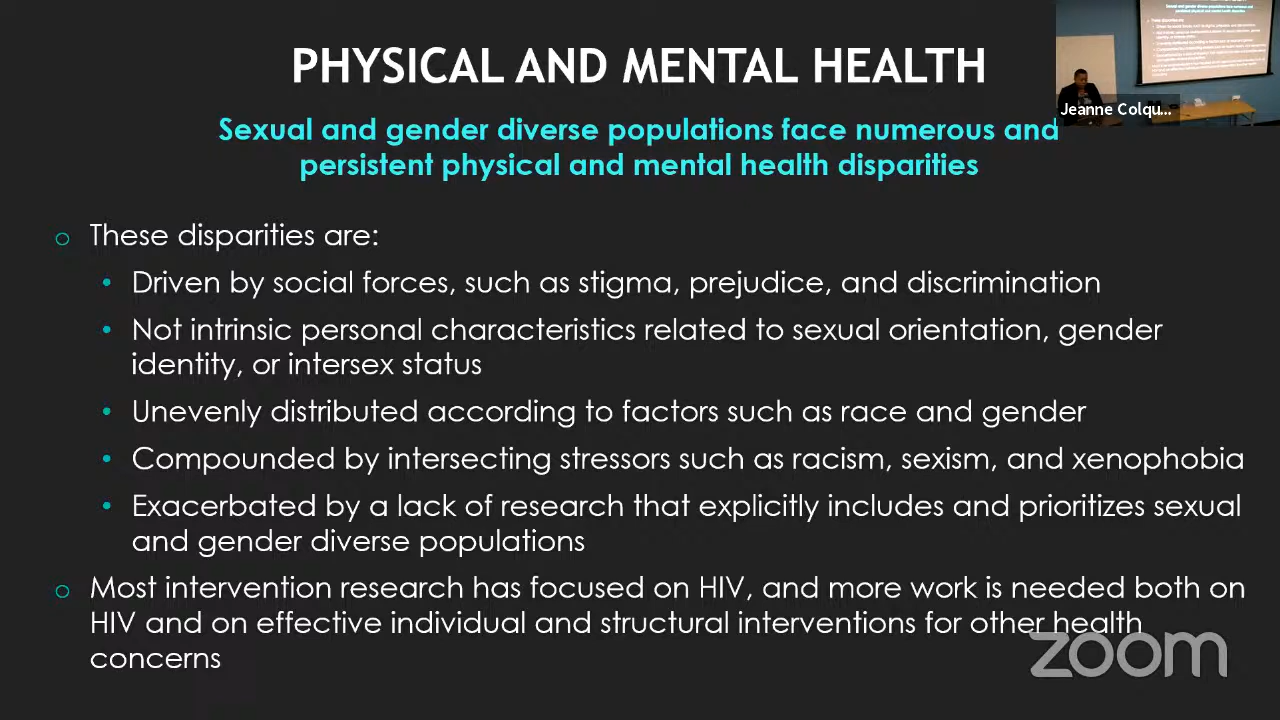 PHYSICAL AND MENTAL HEALTH
Jeanne Colqu...
Sexual and gender diverse populations face numerous and
persistent physical and mental health disparities
o These disparities are:
• Driven by social forces, such as stigma, prejudice, and discrimination
• Not intrinsic personal characteristics related to sexual orientation, gender
identity, or intersex status
• Unevenly distributed according to factors such as race and gender
• Compounded by intersecting stressors such as racism, sexism, and xenophobia
• Exacerbated by a lack of research that explicitly includes and prioritizes sexual
and gender diverse populations
o Most intervention research has focused on HIV, and more work is needed both on
HIV and on effective individual and structural interventions for other health
concerns
zoom